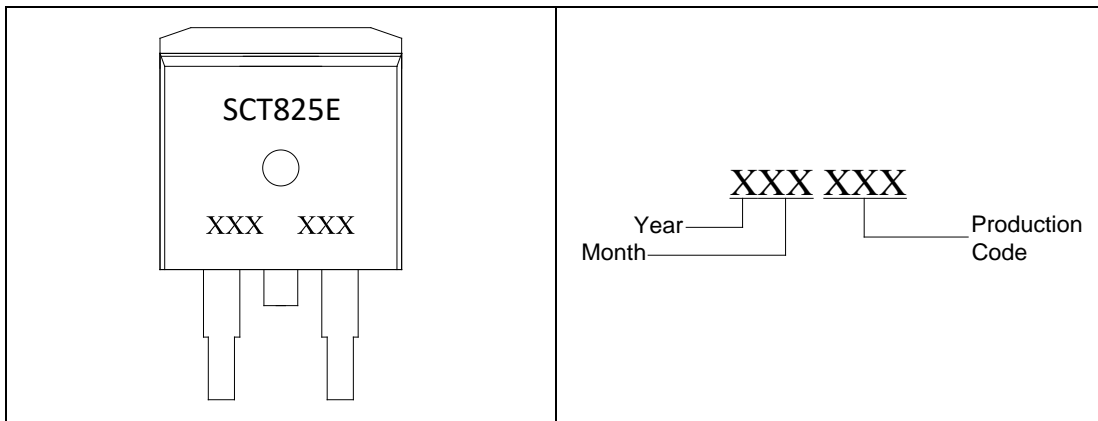 SCT825E
XXX XXX
XXX XXX
Year
Month
Production
Code